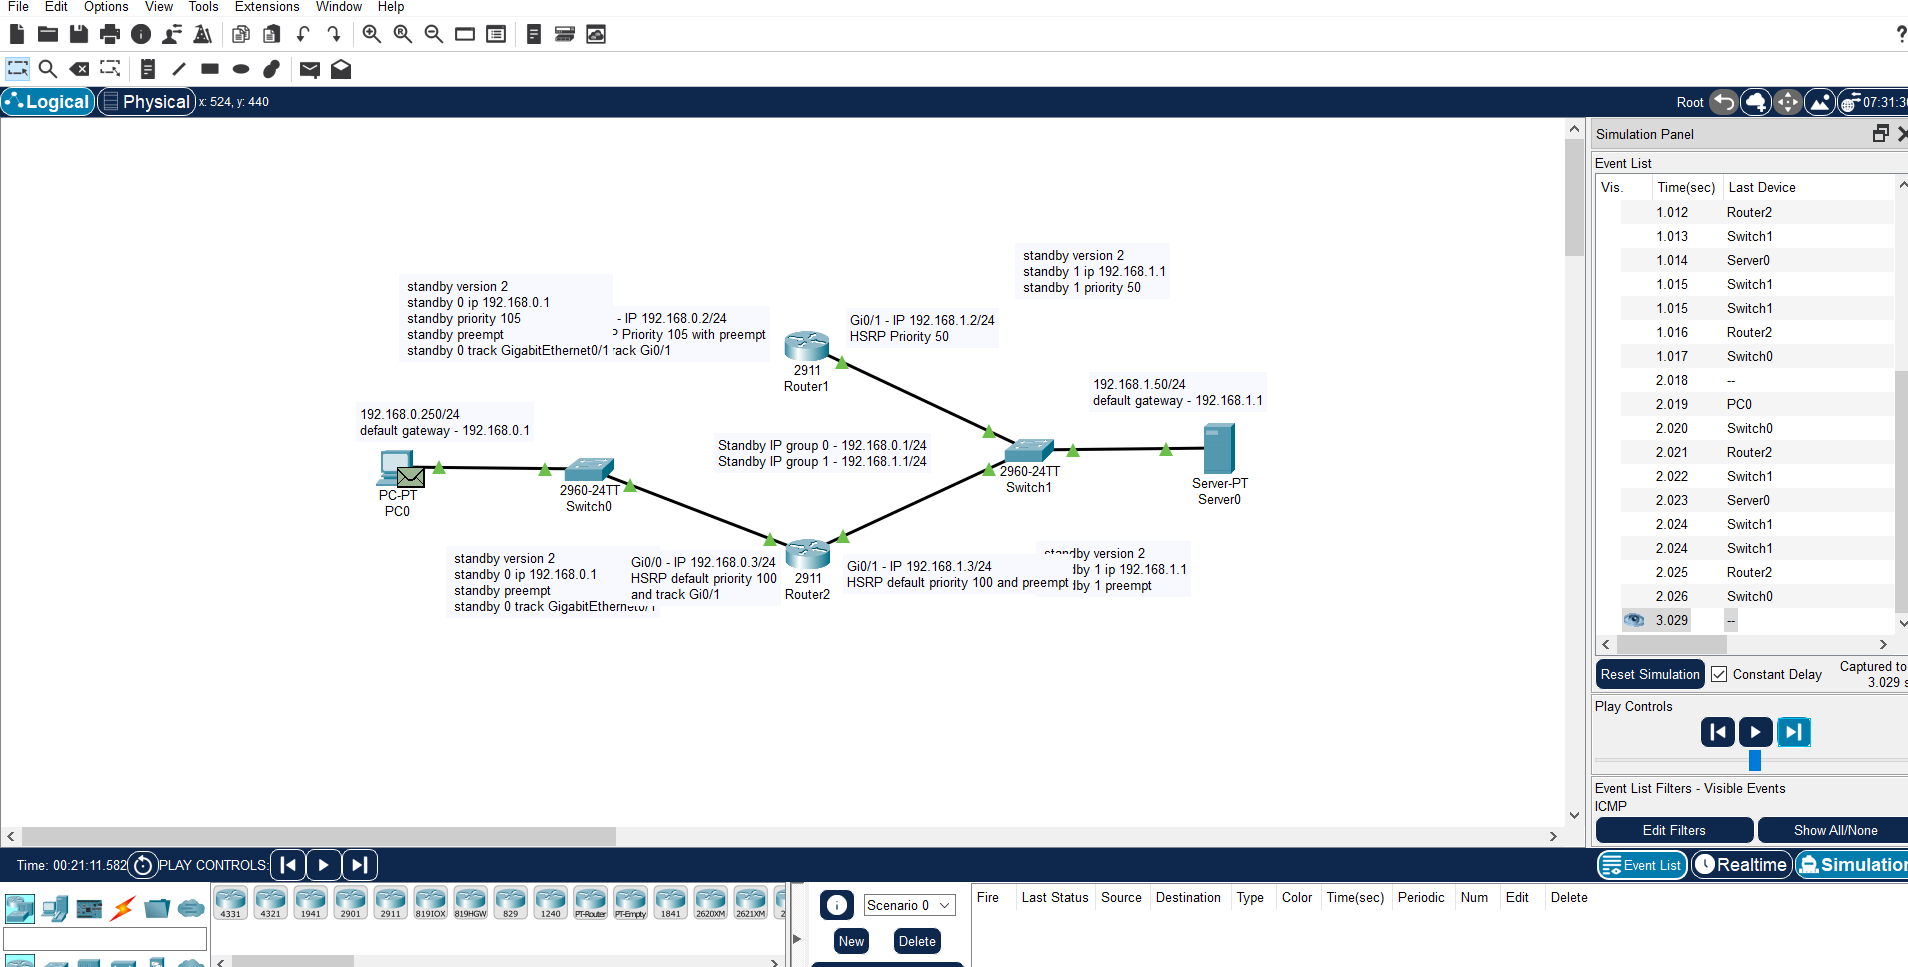 File Edit Options View Tools Extensions Window Help
?
Logical Physical x: 524, y: 440
Root 07:31:30
standby version 2
standby 0 ip 192.168.0.1
standby priority 105
standby preempt
standby 0 track GigabitEthernet0/1
- IP 192.168.0.2/24
Priority 105 with preempt
rack Gi0/1
2911
Router1
Gi0/1 - IP 192.168.1.2/24
HSRP Priority 50
standby version 2
standby 1 ip 192.168.1.1
standby 1 priority 50
192.168.1.50/24
default gateway - 192.168.1.1
192.168.0.250/24
default gateway - 192.168.0.1
PC-PT
PC0
2960-24TT
Switch0
Standby IP group 0 - 192.168.0.1/24
Standby IP group 1 - 192.168.1.1/24
2960-24TT
Switch1
Server-PT
Server0
standby version 2
standby 0 ip 192.168.0.1
standby preempt
standby 0 track GigabitEthernet0/1
Gi0/0 - IP 192.168.0.3/24
HSRP default priority 100
and track Gi0/1
2911
Router2
Gi0/1 - IP 192.168.1.3/24
HSRP default priority 100 and preempt
standby version 2
dby 1 ip 192.168.1.1
dby 1 preempt
Simulation Panel
Event List
Vis. Time(sec) Last Device
1.012 Router2
1.013 Switch1
1.014 Server0
1.015 Switch1
1.015 Switch1
1.016 Router2
1.017 Switch0
2.018 --
2.019 PC0
2.020 Switch0
2.021 Router2
2.022 Switch1
2.023 Server0
2.024 Switch1
2.024 Switch1
2.025 Router2
2.026 Switch0
3.029 --
Reset Simulation Constant Delay Captured to
3.029 s
Play Controls
Event List Filters - Visible Events
ICMP
Edit Filters Show All/None
Time: 00:21:11.582 PLAY CONTROLS:
Event List Realtime Simulation
4331 4321 1941 2901 2911 819IOX 819HGW 829 1240 PT-Router PT-Empty 1841 2620XM 2621XM 2
Scenario 0
New Delete
Fire Last Status Source Destination Type Color Time(sec) Periodic Num Edit Delete